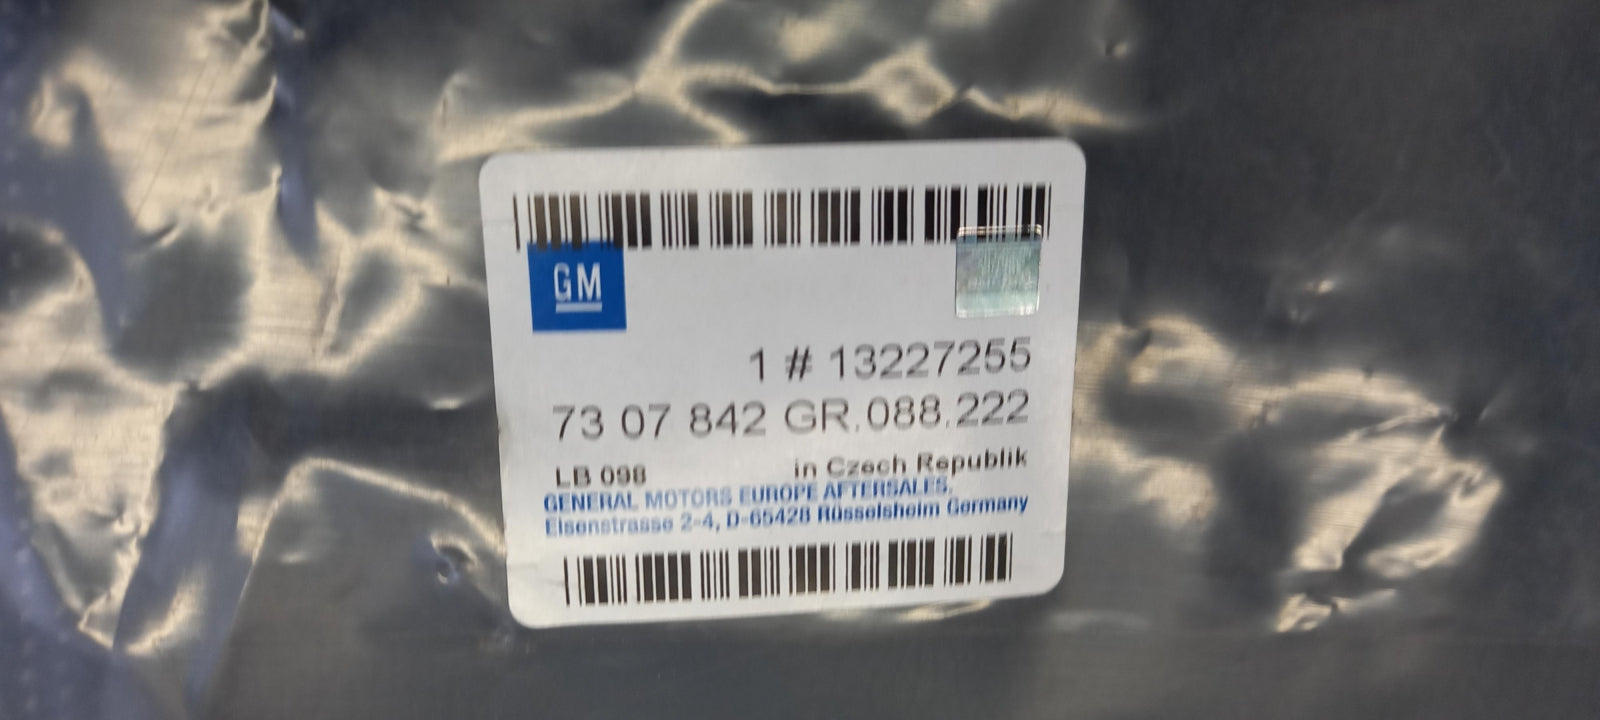 GM
1 # 13227255
73 07 842 GR.088.222
LB 098 in Czech Republik
GENERAL MOTORS EUROPE AFTERSALES,
Eisenstrasse 2-4, D-65428 Rüsselsheim Germany